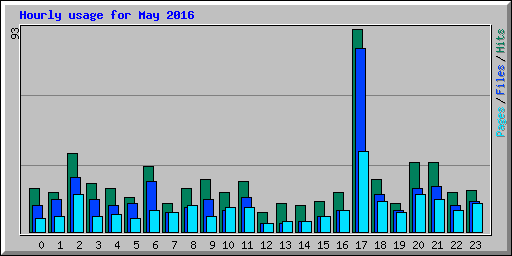 Hourly usage for May 2016
93
Pages / Files / Hits
0 1 2 3 4 5 6 7 8 9 10 11 12 13 14 15 16 17 18 19 20 21 22 23